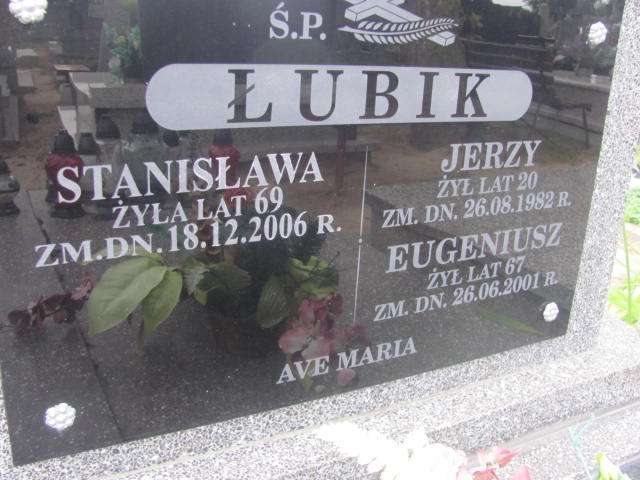 Ś.P.
ŁUBIK
STANISŁAWA
ŻYŁA LAT 69
ZM.DN.18.12.2006 R.
JERZY
ŻYŁ LAT 20
ZM. DN. 26.08.1982 R.
EUGENIUSZ
ŻYŁ LAT 67
ZM. DN. 26.06.2001 R.
AVE MARIA